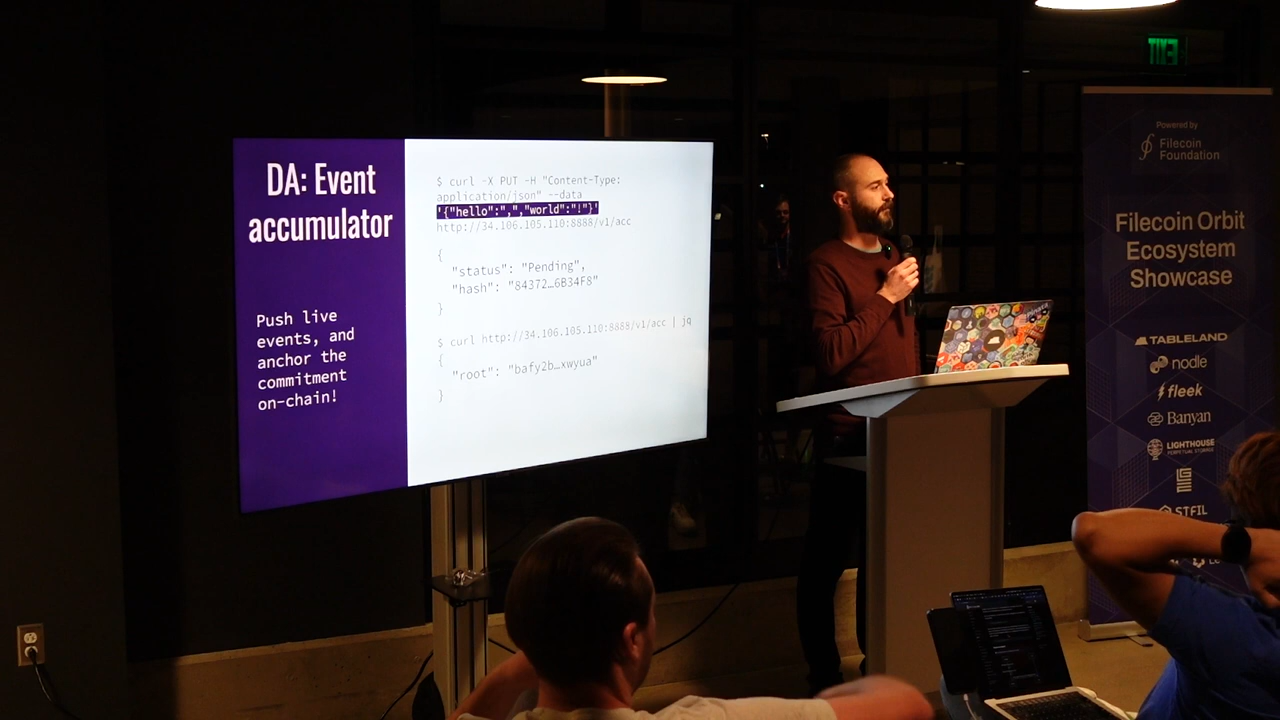 DA: Event
accumulator
Push live
events, and
anchor the
commitment
on-chain!
$ curl -X PUT -H "Content-Type:
application/json" --data
'{"hello":",","world":"!"}'
http://34.106.105.110:8888/v1/acc
{
"status": "Pending",
"hash": "84372…6B34F8"
}
$ curl http://34.106.105.110:8888/v1/acc | jq
{
"root": "bafy2b…xwyua"
}
EXIT
Powered by
Filecoin
Foundation
Filecoin Orbit
Ecosystem
Showcase
TABLELAND
nodle
fleek
Banyan
LIGHTHOUSE
PERPETUAL STORAGE
STFIL